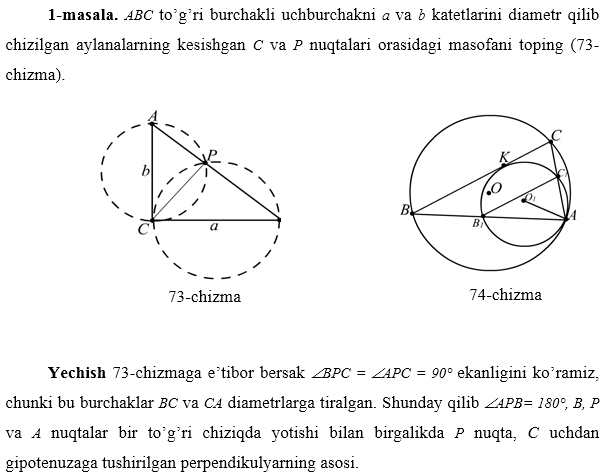 1-masala. ABC to’g’ri burchakli uchburchakni a va b katetlarini diametr qilib
chizilgan aylanalarning kesishgan C va P nuqtalari orasidagi masofani toping (73-
chizma).
A
P
b
C
a
73-chizma
C
K
C₁
O
O₁
B
B₁
A
74-chizma
Yechish 73-chizmaga e’tibor bersak ∠BPC = ∠APC = 90° ekanligini ko’ramiz,
chunki bu burchaklar BC va CA diametrlarga tiralgan. Shunday qilib ∠APB= 180°, B, P
va A nuqtalar bir to’g’ri chiziqda yotishi bilan birgalikda P nuqta, C uchdan
gipotenuzaga tushirilgan perpendikulyarning asosi.